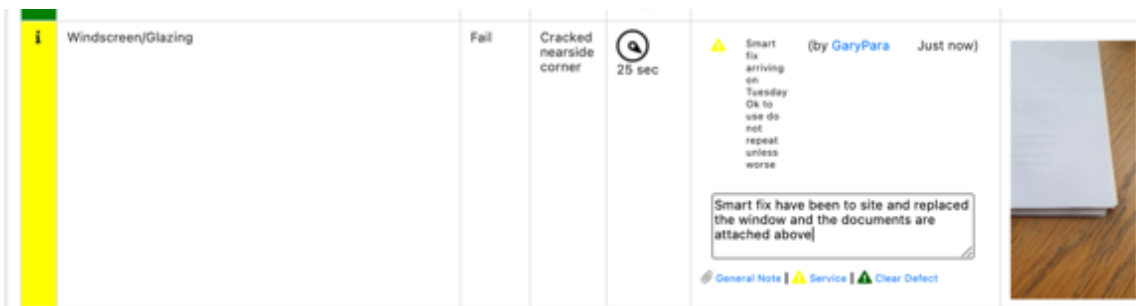 i
Windscreen/Glazing
Fail
Cracked
nearside
corner
25 sec
Smart
fix
arriving
on
Tuesday
Ok to
use do
not
repeat
unless
worse
(by GaryPara
Just now)
Smart fix have been to site and replaced
the window and the documents are
attached above
General Note | Service | Clear Defect